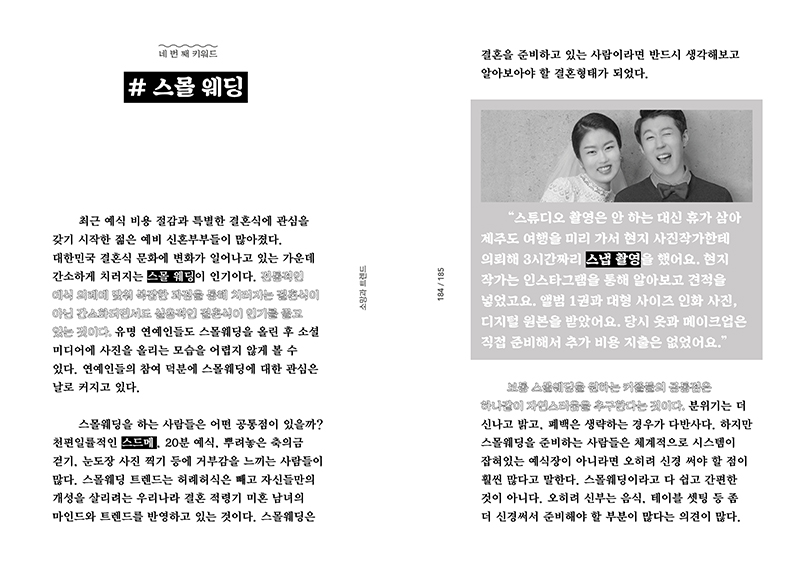 네 번 째 키워드
# 스몰 웨딩
최근 예식 비용 절감과 특별한 결혼식에 관심을
갖기 시작한 젊은 예비 신혼부부들이 많아졌다.
대한민국 결혼식 문화에 변화가 일어나고 있는 가운데
간소하게 치러지는 스몰 웨딩이 인기이다. 전통적인
예식 의례에 맞춰 복잡한 과정을 통해 치러지는 결혼식이
아닌 간소화되면서도 실용적인 결혼식이 인기를 끌고
있는 것이다. 유명 연예인들도 스몰웨딩을 올린 후 소셜
미디어에 사진을 올리는 모습을 어렵지 않게 볼 수
있다. 연예인들의 참여 덕분에 스몰웨딩에 대한 관심은
날로 커지고 있다.
스몰웨딩을 하는 사람들은 어떤 공통점이 있을까?
천편일률적인 스드메, 20분 예식, 뿌려놓은 축의금
걷기, 눈도장 사진 찍기 등에 거부감을 느끼는 사람들이
많다. 스몰웨딩 트렌드는 허례허식은 빼고 자신들만의
개성을 살리려는 우리나라 결혼 적령기 미혼 남녀의
마인드와 트렌드를 반영하고 있는 것이다. 스몰웨딩은
소망과 트렌드
184 / 185
결혼을 준비하고 있는 사람이라면 반드시 생각해보고
알아보아야 할 결혼형태가 되었다.
“스튜디오 촬영은 안 하는 대신 휴가 삼아
제주도 여행을 미리 가서 현지 사진작가한테
의뢰해 3시간짜리 스냅 촬영을 했어요. 현지
작가는 인스타그램을 통해 알아보고 견적을
넣었고요. 앨범 1권과 대형 사이즈 인화 사진,
디지털 원본을 받았어요. 당시 옷과 메이크업은
직접 준비해서 추가 비용 지출은 없었어요.”
보통 스몰웨딩을 원하는 커플들의 공통점은
하나같이 자연스러움을 추구한다는 것이다. 분위기는 더
신나고 밝고, 폐백은 생략하는 경우가 다반사다. 하지만
스몰웨딩을 준비하는 사람들은 체계적으로 시스템이
잡혀있는 예식장이 아니라면 오히려 신경 써야 할 점이
훨씬 많다고 말한다. 스몰웨딩이라고 다 쉽고 간편한
것이 아니다. 오히려 신부는 음식, 테이블 셋팅 등 좀
더 신경써서 준비해야 할 부분이 많다는 의견이 많다.